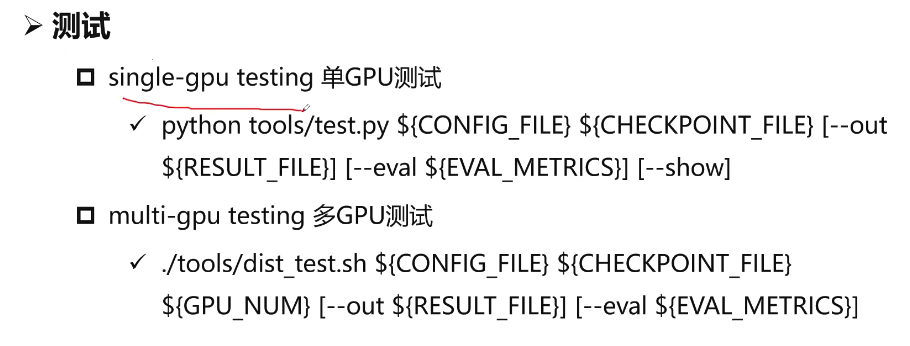 测试
single-gpu testing 单GPU测试
python tools/test.py ${CONFIG_FILE} ${CHECKPOINT_FILE} [--out
${RESULT_FILE}] [--eval ${EVAL_METRICS}] [--show]
multi-gpu testing 多GPU测试
./tools/dist_test.sh ${CONFIG_FILE} ${CHECKPOINT_FILE}
${GPU_NUM} [--out ${RESULT_FILE}] [--eval ${EVAL_METRICS}]